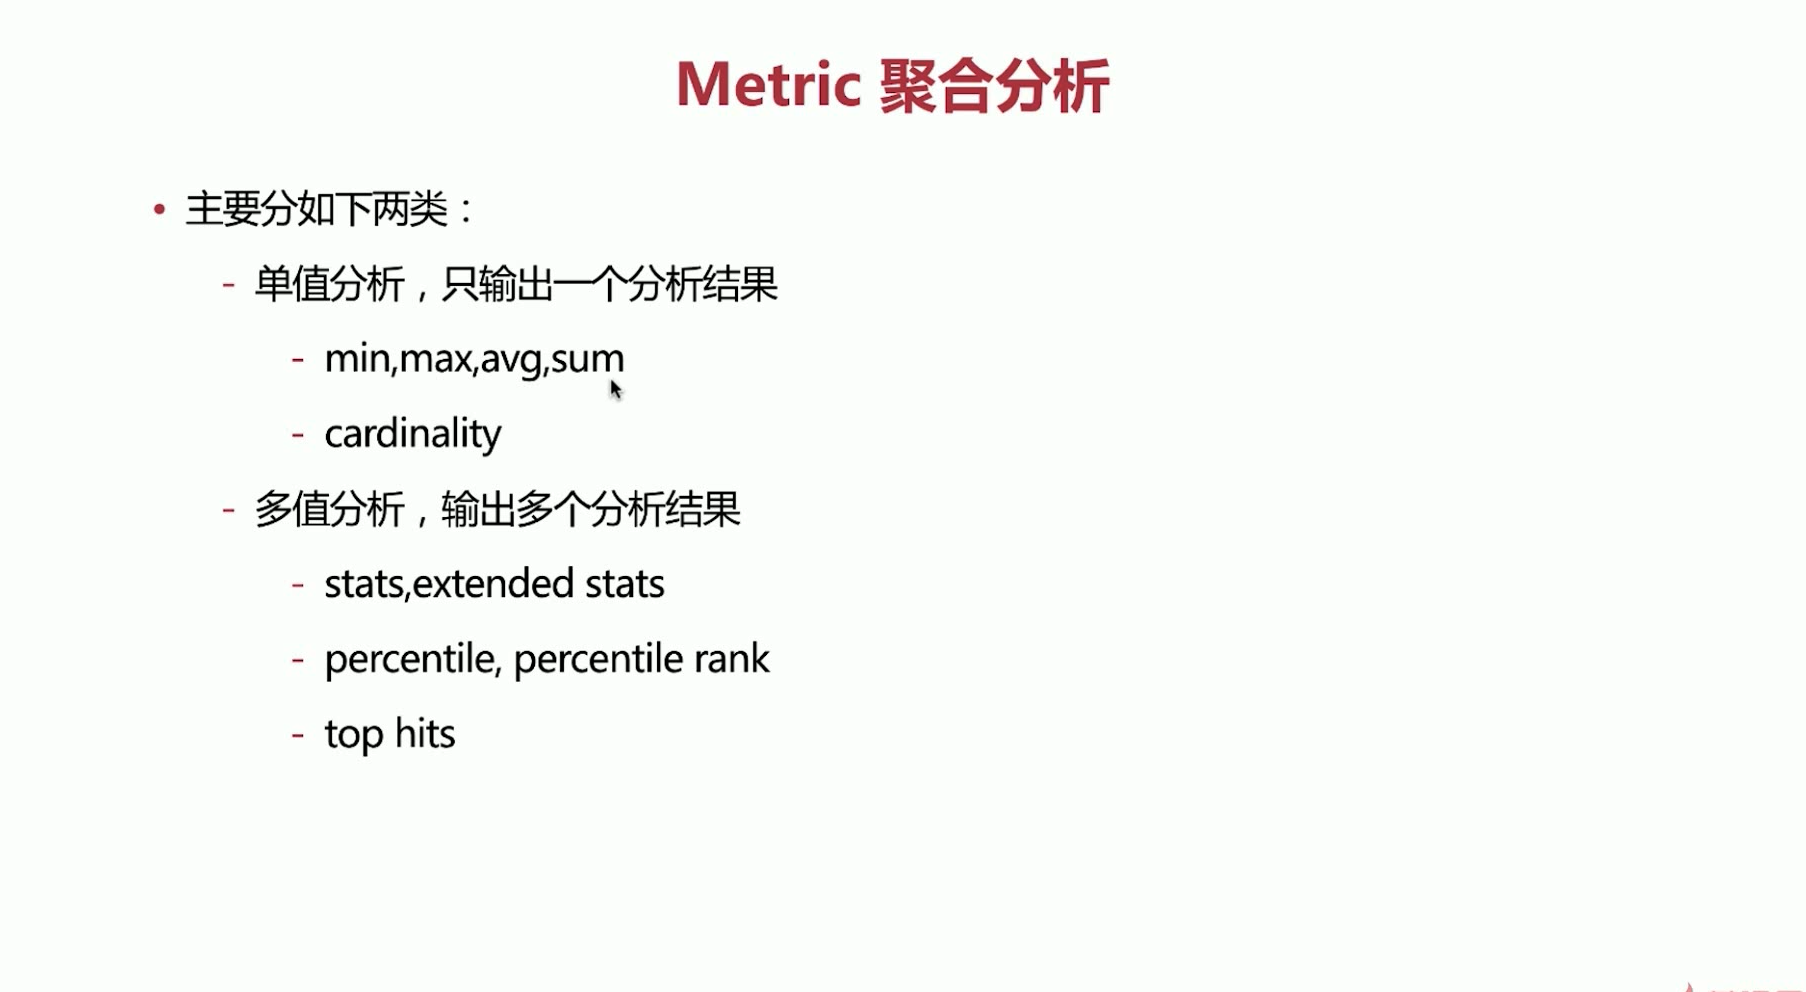 Metric 聚合分析
• 主要分如下两类：
- 单值分析，只输出一个分析结果
- min,max,avg,sum
- cardinality
- 多值分析，输出多个分析结果
- stats,extended stats
- percentile, percentile rank
- top hits